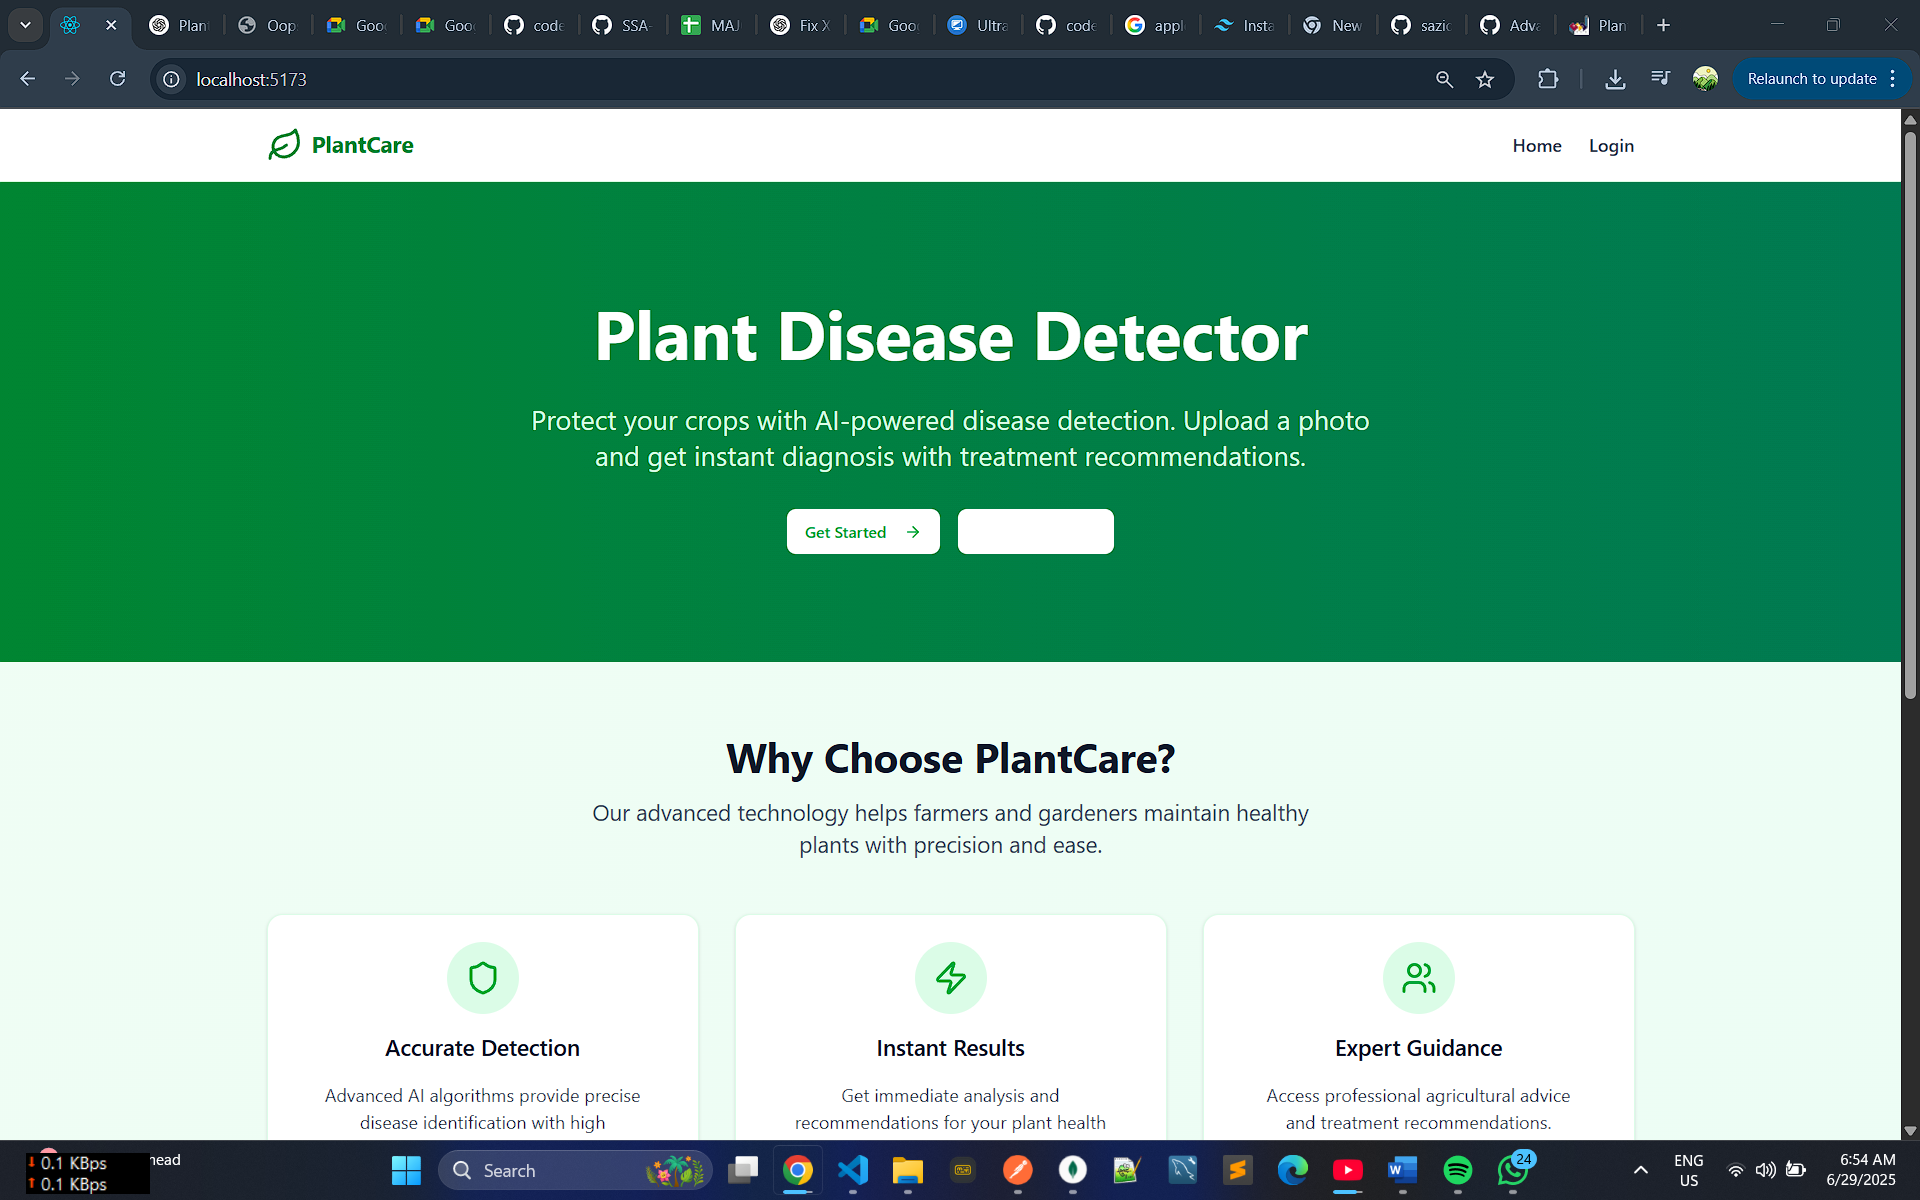 Plan
Oop
Goo
Goo
code
SSA-
MAJ
Fix X
Goo
Ultra
code
appl
Insta
New
sazic
Adva
Plan
localhost:5173
Relaunch to update
PlantCare
Home
Login
Plant Disease Detector
Protect your crops with AI-powered disease detection. Upload a photo
and get instant diagnosis with treatment recommendations.
Get Started
Why Choose PlantCare?
Our advanced technology helps farmers and gardeners maintain healthy
plants with precision and ease.
Accurate Detection
Advanced AI algorithms provide precise
disease identification with high
Instant Results
Get immediate analysis and
recommendations for your plant health
Expert Guidance
Access professional agricultural advice
and treatment recommendations.
0.1 KBps
0.1 KBps
head
Search
24
ENG
US
6:54 AM
6/29/2025